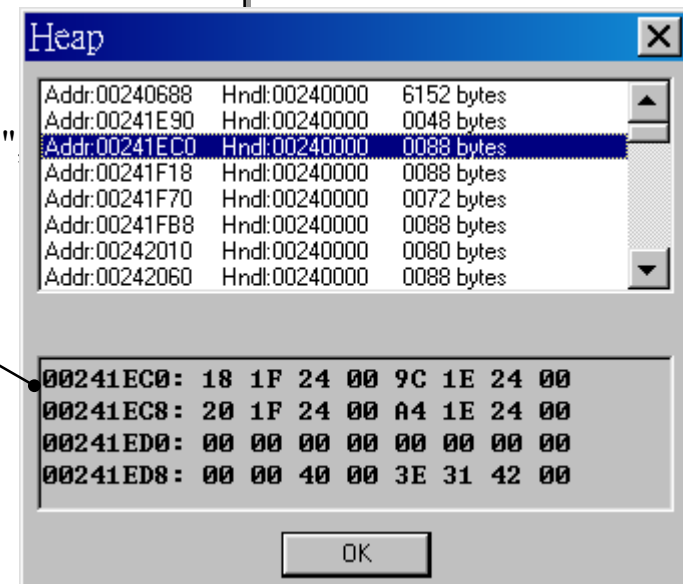 Heap
Addr:00240688 Hndl:00240000 6152 bytes
Addr:00241E90 Hndl:00240000 0048 bytes
",
Addr:00241EC0 Hndl:00240000 0088 bytes
Addr:00241F18 Hndl:00240000 0088 bytes
Addr:00241F70 Hndl:00240000 0072 bytes
Addr:00241FB8 Hndl:00240000 0088 bytes
Addr:00242010 Hndl:00240000 0080 bytes
Addr:00242060 Hndl:00240000 0088 bytes
00241EC0: 18 1F 24 00 9C 1E 24 00
00241EC8: 20 1F 24 00 A4 1E 24 00
00241ED0: 00 00 00 00 00 00 00 00
00241ED8: 00 00 40 00 3E 31 42 00
OK